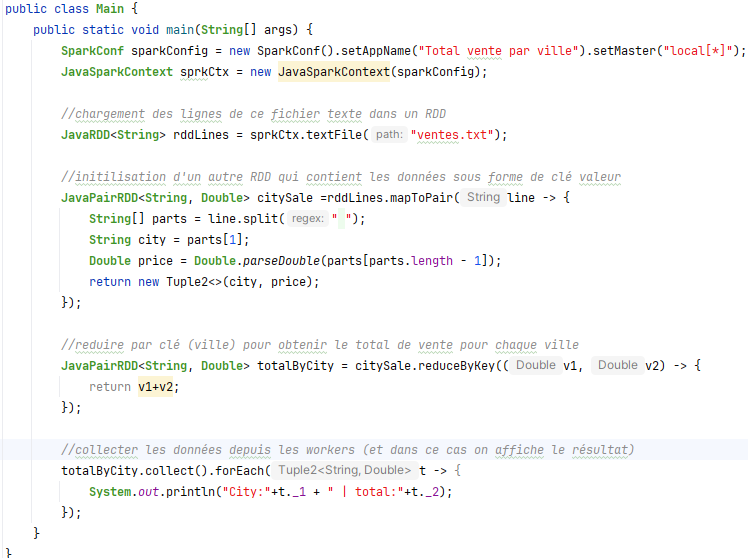 public class Main {
public static void main(String[] args) {
SparkConf sparkConfig = new SparkConf().setAppName("Total vente par ville").setMaster("local[*]");
JavaSparkContext sprkCtx = new JavaSparkContext(sparkConfig);
//chargement des lignes de ce fichier texte dans un RDD
JavaRDD<String> rddLines = sprkCtx.textFile( path: "ventes.txt");
//initilisation d'un autre RDD qui contient les données sous forme de clé valeur
JavaPairRDD<String, Double> citySale =rddLines.mapToPair( String line -> {
String[] parts = line.split( regex: " ");
String city = parts[1];
Double price = Double.parseDouble(parts[parts.length - 1]);
return new Tuple2<>(city, price);
});
//reduire par clé (ville) pour obtenir le total de vente pour chaque ville
JavaPairRDD<String, Double> totalByCity = citySale.reduceByKey(( Double v1, Double v2) -> {
return v1+v2;
});
//collecter les données depuis les workers (et dans ce cas on affiche le résultat)
totalByCity.collect().forEach( Tuple2<String, Double> t -> {
System.out.println("City:"+t._1 + " | total:"+t._2);
});
}
}